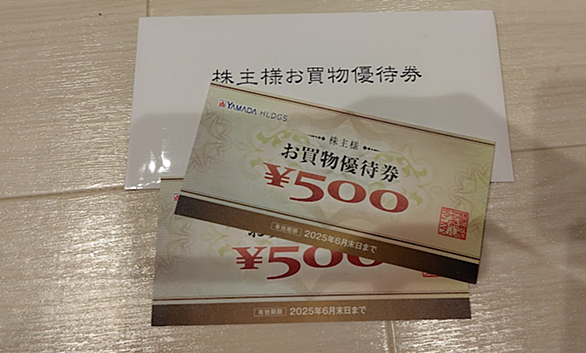 株主様お買物優待券
YAMADA HLDGS
株主様
お買物優待券
¥500
有効期限 2025年6月末日まで
¥500
有効期限 2025年6月末日まで